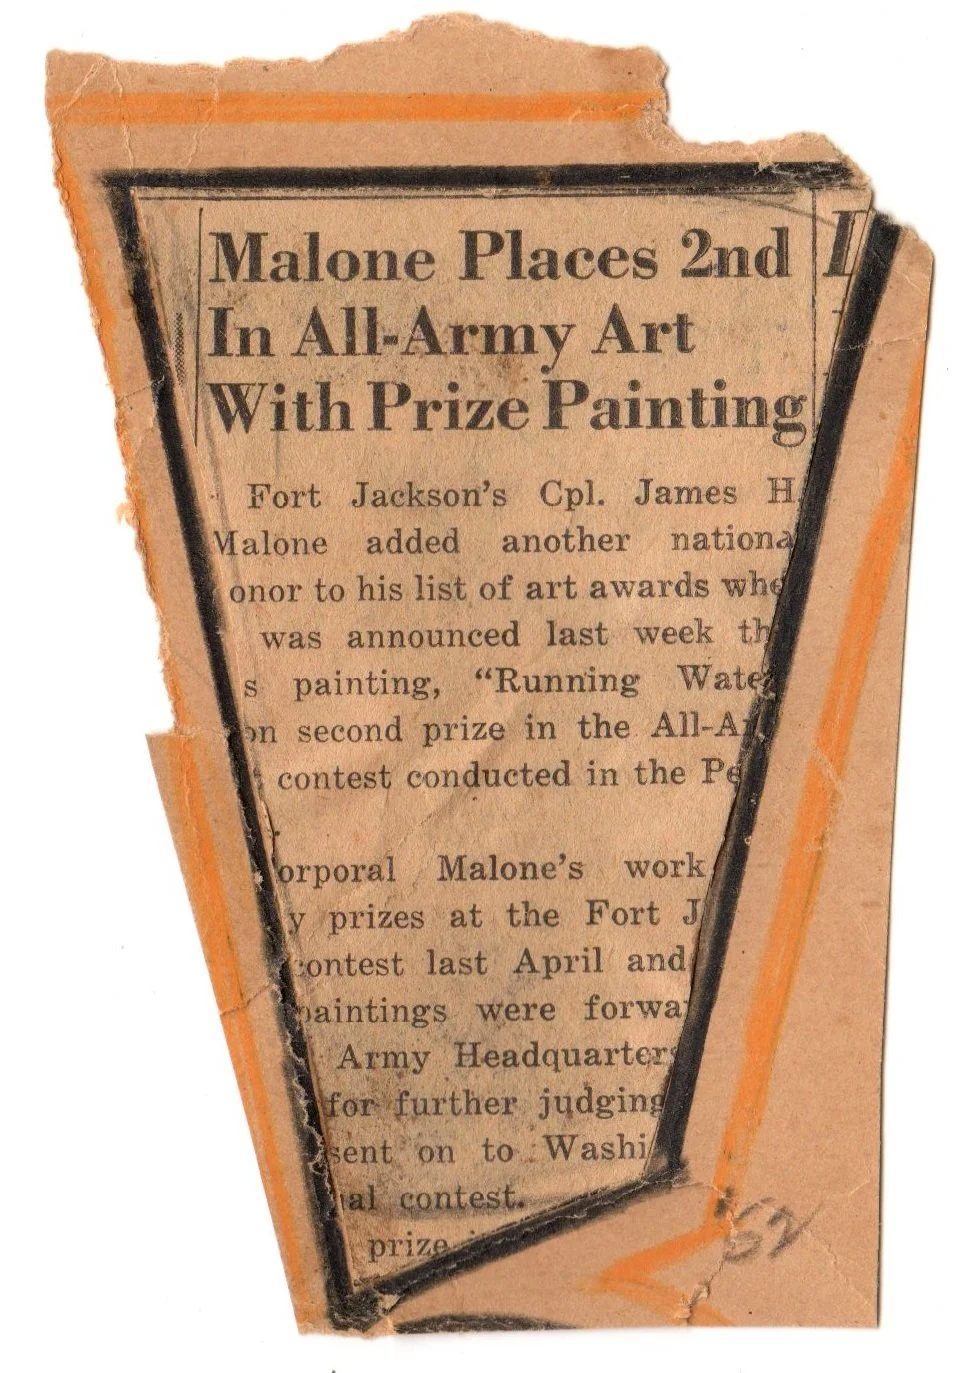 Malone Places 2nd
In All-Army Art
With Prize Painting
Fort Jackson's Cpl. James H.
Malone added another nationa
onor to his list of art awards whe
was announced last week th
s painting, "Running Wate
on second prize in the All-A
contest conducted in the Pe
orporal Malone's work
y prizes at the Fort J
contest last April and
paintings were forwa
Army Headquarters
for further judging
sent on to Washi
al contest.
prize